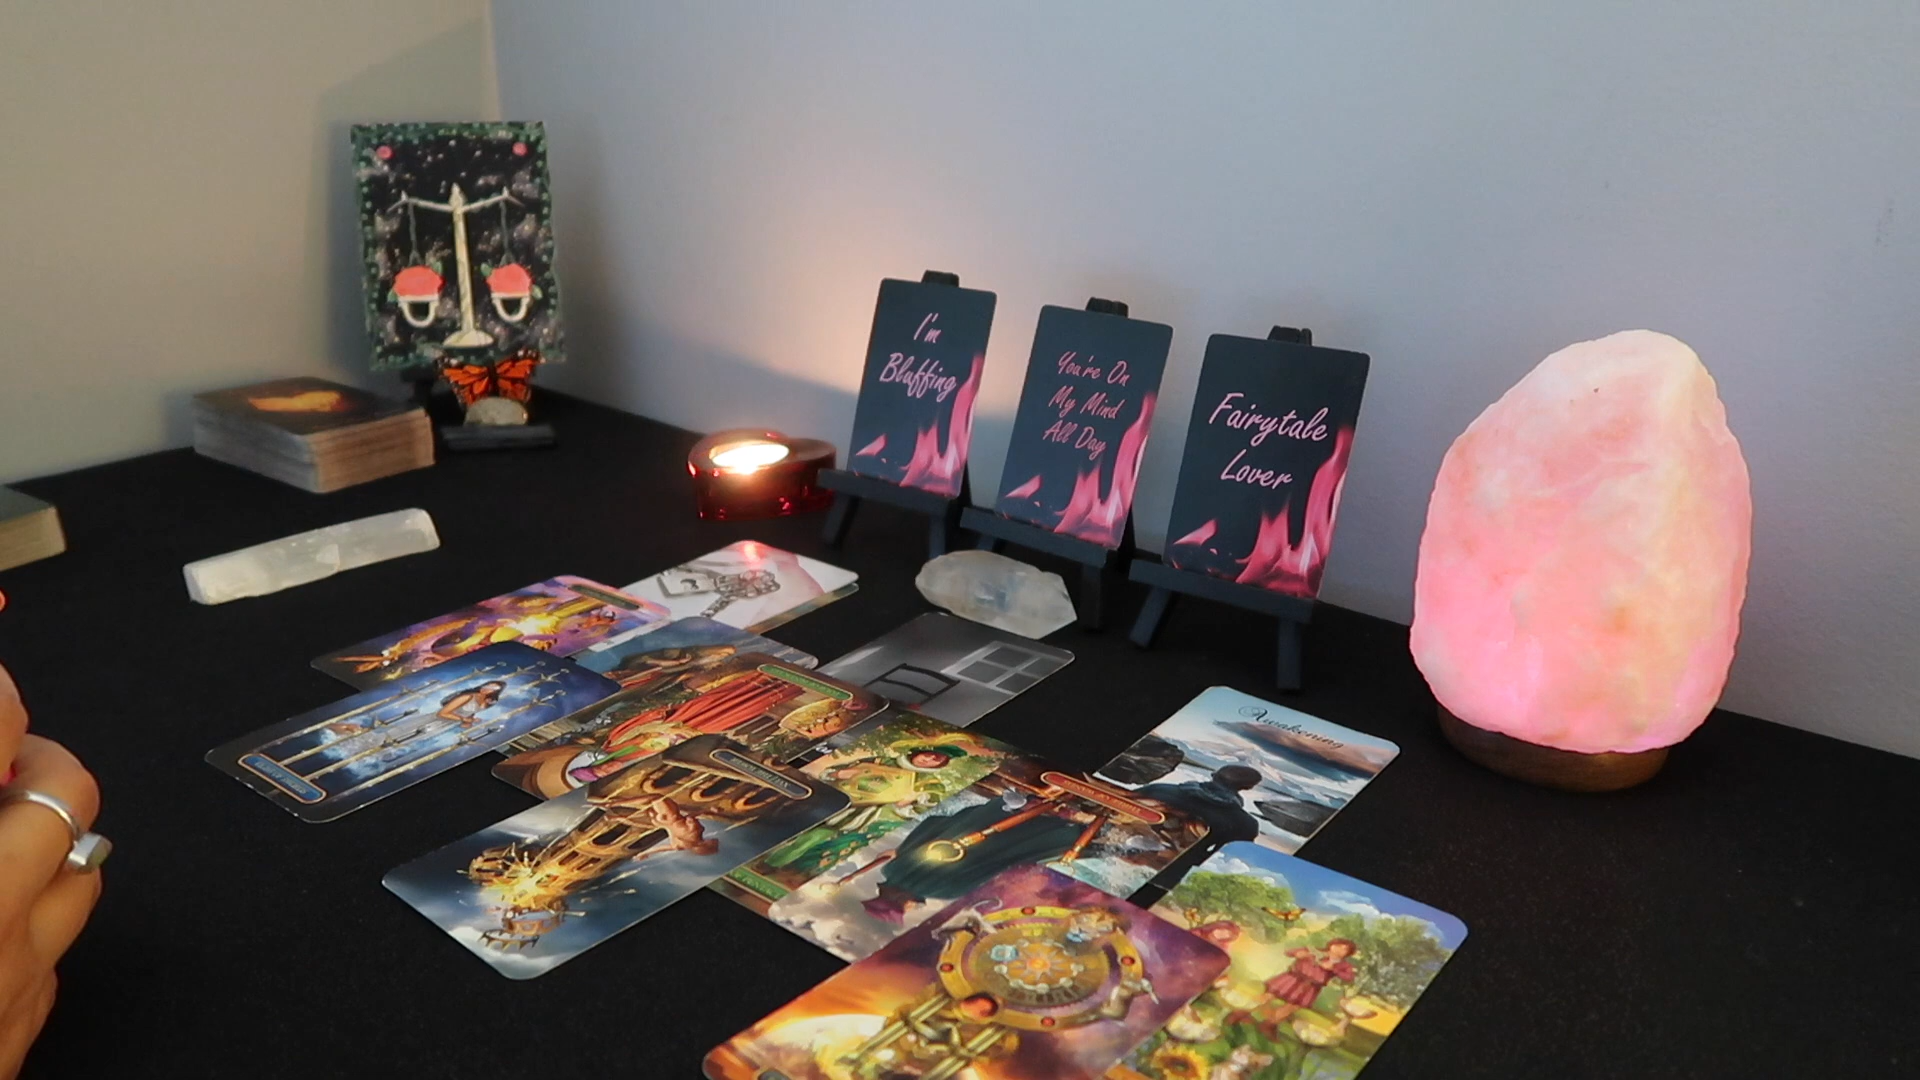 I'm
Bluffing
You're On
My Mind
All Day
Fairytale
Lover
Awakening